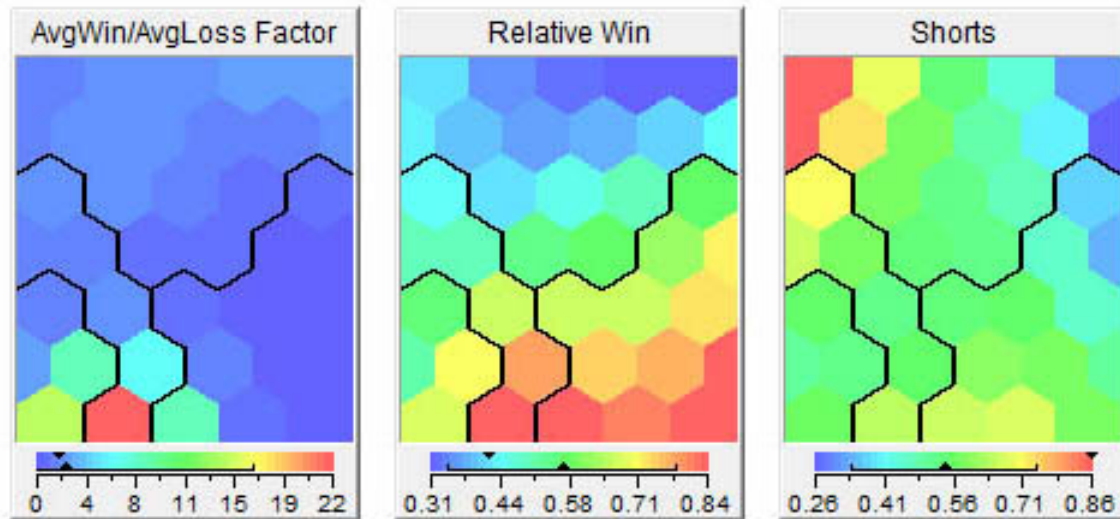 AvgWin/AvgLoss Factor
Relative Win
Shorts
0 4 8 11 15 19 22
0.31 0.44 0.58 0.71 0.84
0.26 0.41 0.56 0.71 0.86